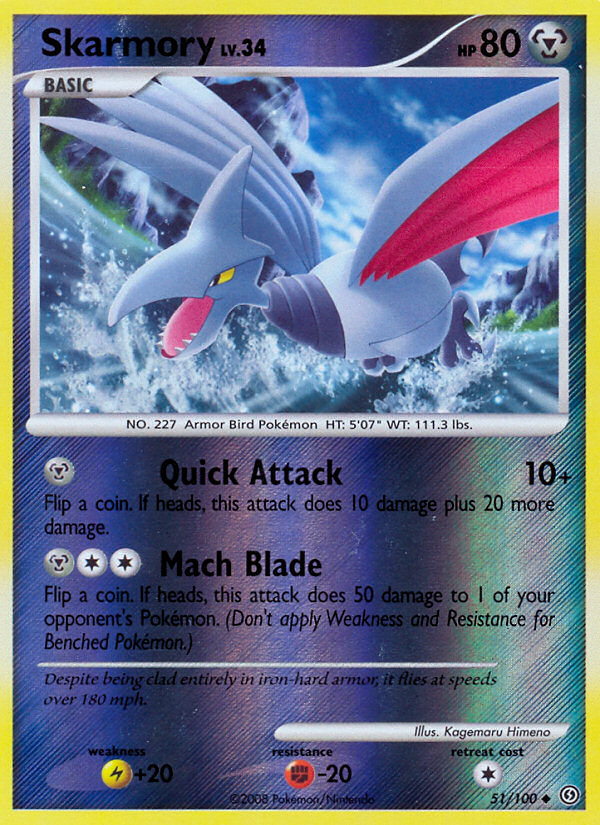 Skarmory LV.34
HP 80
BASIC
NO. 227 Armor Bird Pokémon HT: 5'07" WT: 111.3 lbs.
Quick Attack 10+
Flip a coin. If heads, this attack does 10 damage plus 20 more
damage.
Mach Blade
Flip a coin. If heads, this attack does 50 damage to 1 of your
opponent's Pokémon. (Don't apply Weakness and Resistance for
Benched Pokémon.)
Despite being clad entirely in iron-hard armor, it flies at speeds
over 180 mph.
Illus. Kagemaru Himeno
weakness resistance retreat cost
+20 -20
©2008 Pokémon/Nintendo 51/100